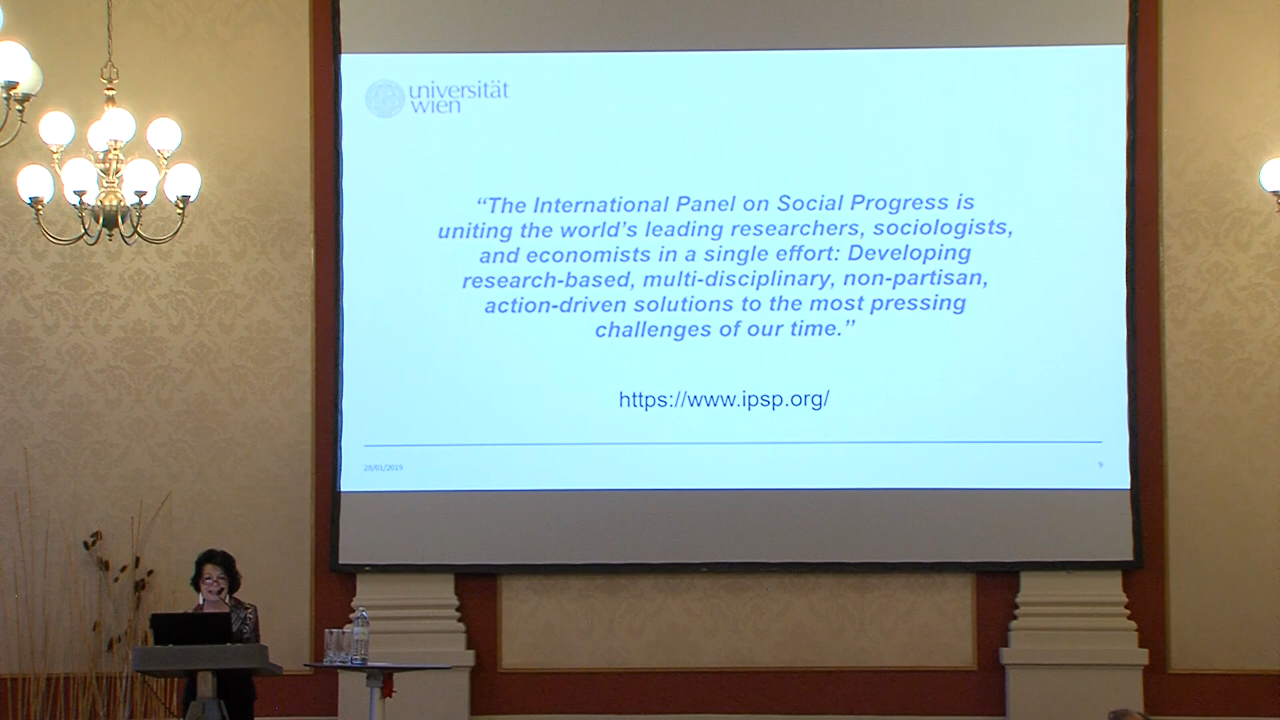 universität
wien
“The International Panel on Social Progress is
uniting the world’s leading researchers, sociologists,
and economists in a single effort: Developing
research-based, multi-disciplinary, non-partisan,
action-driven solutions to the most pressing
challenges of our time.”
https://www.ipsp.org/
28/01/2019
9